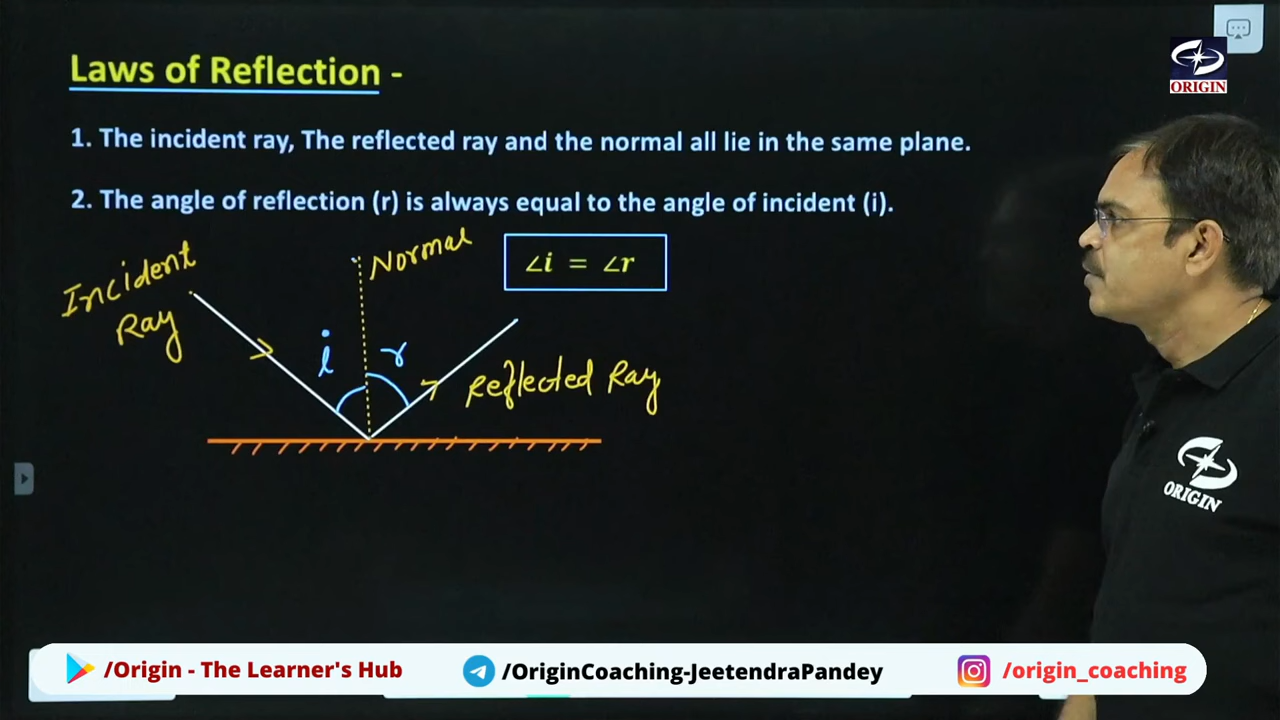 Laws of Reflection -
ORIGIN
1. The incident ray, The reflected ray and the normal all lie in the same plane.
2. The angle of reflection (r) is always equal to the angle of incident (i).
Incident
Ray
Normal
∠i = ∠r
i
r
Reflected Ray
ORIGIN
/Origin - The Learner's Hub
/OriginCoaching-JeetendraPandey
/origin_coaching